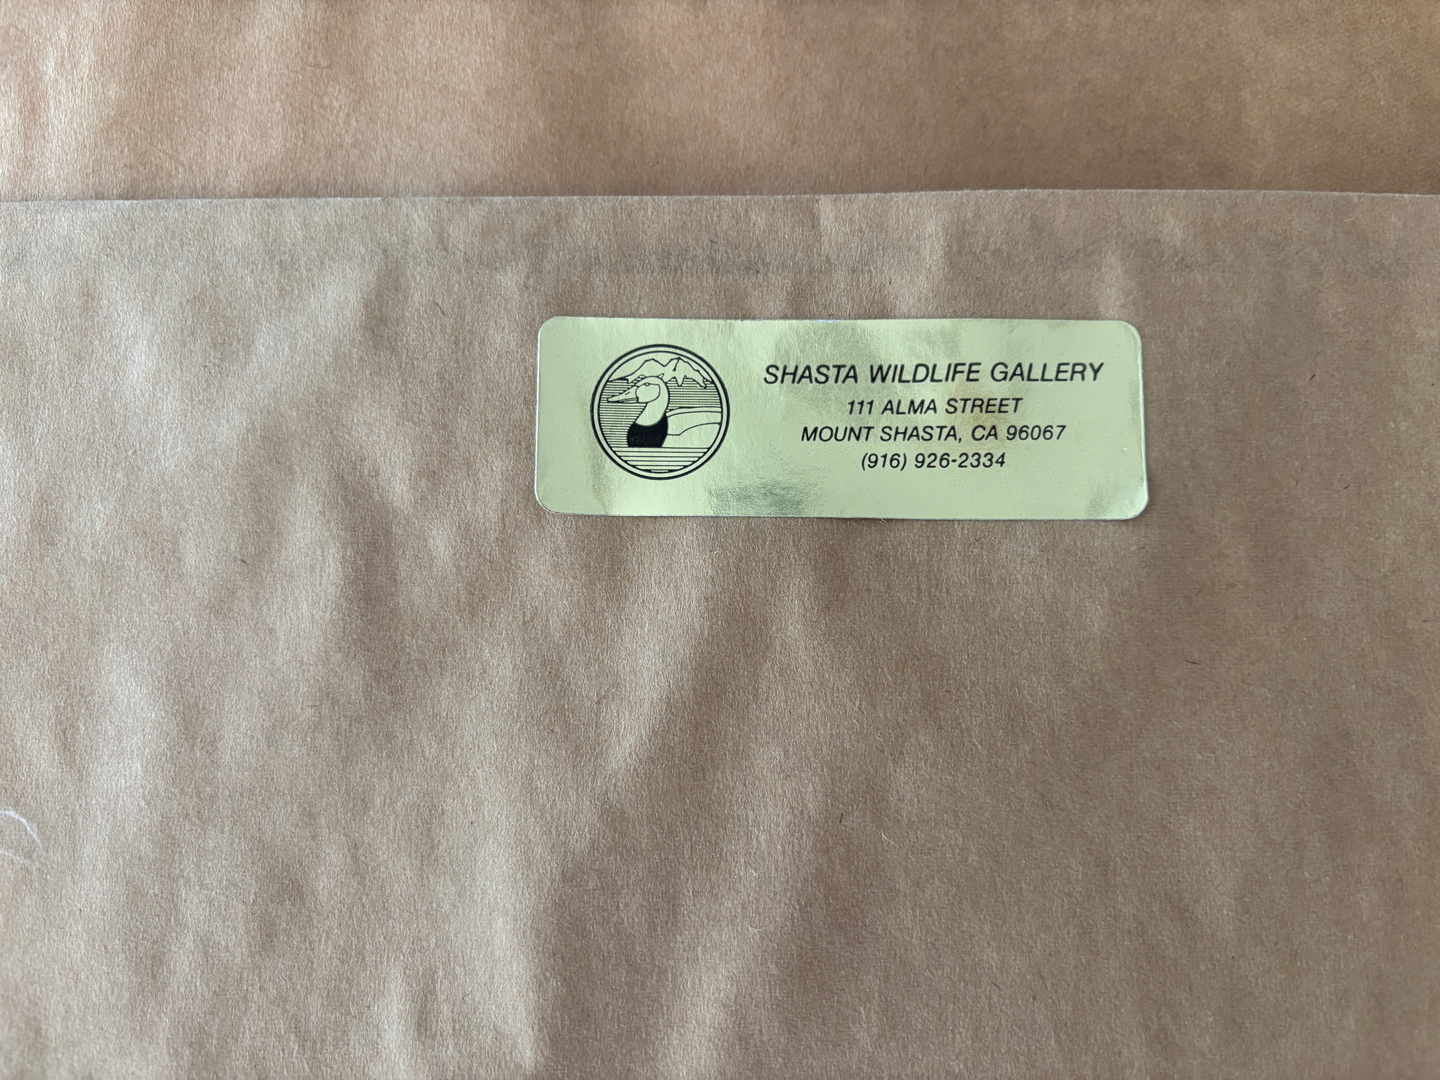 SHASTA WILDLIFE GALLERY
111 ALMA STREET
MOUNT SHASTA, CA 96067
(916) 926-2334